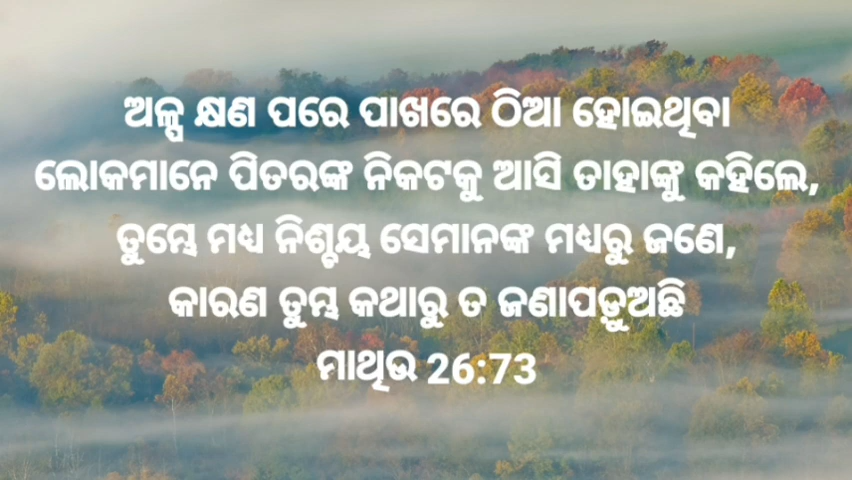 ଅଳ୍ପ କ୍ଷଣ ପରେ ପାଖରେ ଠିଆ ହୋଇଥିବା
ଲୋକମାନେ ପିତରଙ୍କ ନିକଟକୁ ଆସି ତାହାଙ୍କୁ କହିଲେ,
ତୁମ୍ଭେ ମଧ୍ୟ ନିଶ୍ଚୟ ସେମାନଙ୍କ ମଧ୍ୟରୁ ଜଣେ,
କାରଣ ତୁମ୍ଭ କଥାରୁ ତ ଜଣାପଡ଼ୁଅଛି
ମାଥିଉ 26:73